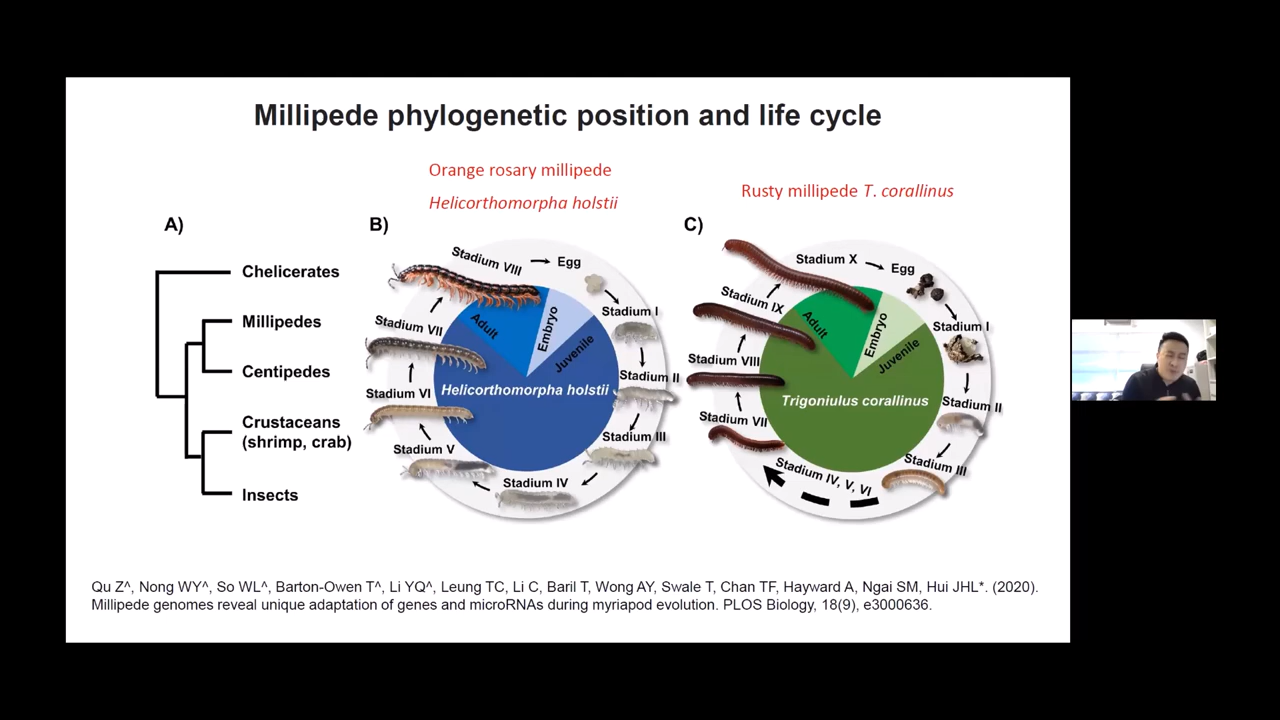 Millipede phylogenetic position and life cycle
Orange rosary millipede
Helicorthomorpha holstii
Rusty millipede T. corallinus
A)
Chelicerates
Millipedes
Centipedes
Crustaceans
(shrimp, crab)
Insects
B)
Stadium VIII
Egg
Stadium I
Stadium II
Stadium III
Stadium IV
Stadium V
Stadium VI
Stadium VII
Adult
Embryo
Juvenile
Helicorthomorpha holstii
C)
Stadium X
Egg
Stadium I
Stadium II
Stadium III
Stadium IV, V, VI
Stadium VII
Stadium VIII
Stadium IX
Adult
Embryo
Juvenile
Trigoniulus corallinus
Qu Z^, Nong WY^, So WL^, Barton-Owen T^, Li YQ^, Leung TC, Li C, Baril T, Wong AY, Swale T, Chan TF, Hayward A, Ngai SM, Hui JHL*. (2020).
Millipede genomes reveal unique adaptation of genes and microRNAs during myriapod evolution. PLOS Biology, 18(9), e3000636.